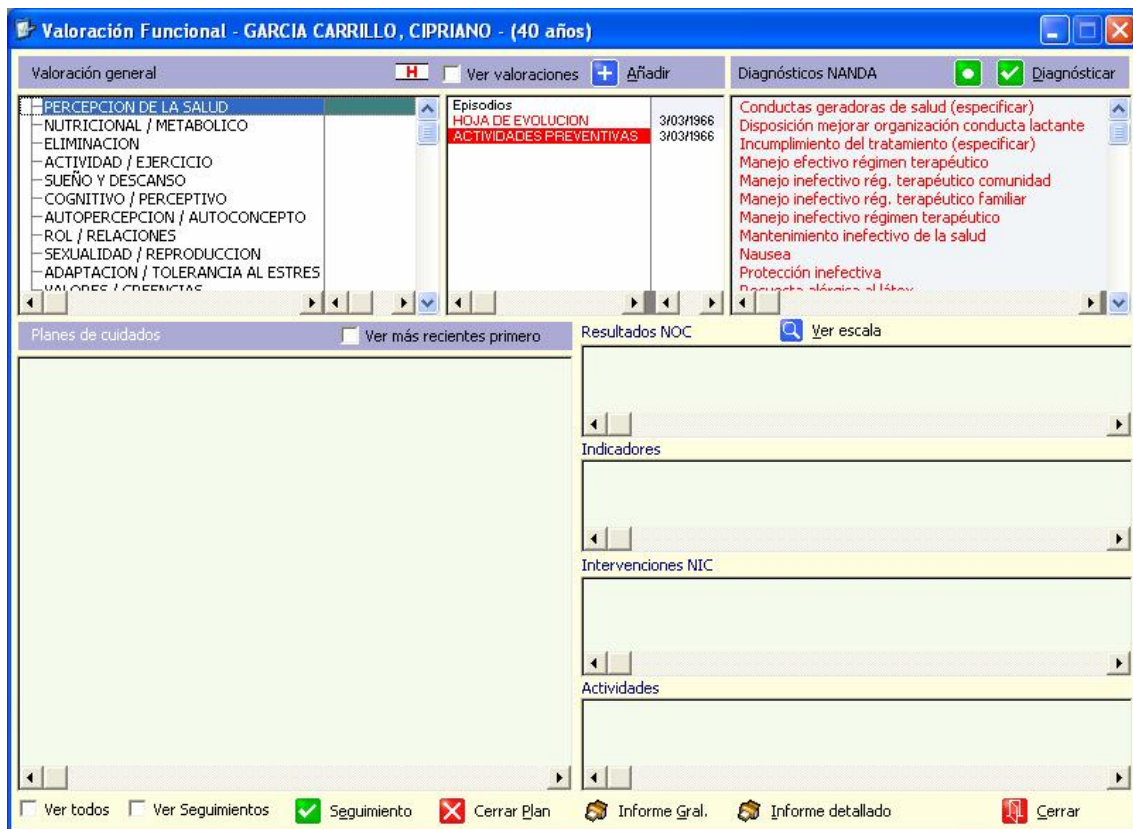 Valoración Funcional - GARCIA CARRILLO, CIPRIANO - (40 años)
Valoración general
H
Ver valoraciones
Añadir
Diagnósticos NANDA
Diagnósticar
PERCEPCION DE LA SALUD
NUTRICIONAL / METABOLICO
ELIMINACION
ACTIVIDAD / EJERCICIO
SUEÑO Y DESCANSO
COGNITIVO / PERCEPTIVO
AUTOPERCEPCION / AUTOCONCEPTO
ROL / RELACIONES
SEXUALIDAD / REPRODUCCION
ADAPTACION / TOLERANCIA AL ESTRES
VALORES / CREENCIAS
Episodios
HOJA DE EVOLUCION 3/03/1966
ACTIVIDADES PREVENTIVAS 3/03/1966
Conductas geradoras de salud (especificar)
Disposición mejorar organización conducta lactante
Incumplimiento del tratamiento (especificar)
Manejo efectivo régimen terapéutico
Manejo inefectivo rég. terapéutico comunidad
Manejo inefectivo rég. terapéutico familiar
Manejo inefectivo régimen terapéutico
Mantenimiento inefectivo de la salud
Nausea
Protección inefectiva
Respuesta alérgica al látex
Planes de cuidados
Ver más recientes primero
Resultados NOC
Ver escala
Indicadores
Intervenciones NIC
Actividades
Ver todos
Ver Seguimientos
Seguimiento
Cerrar Plan
Informe Gral.
Informe detallado
Cerrar